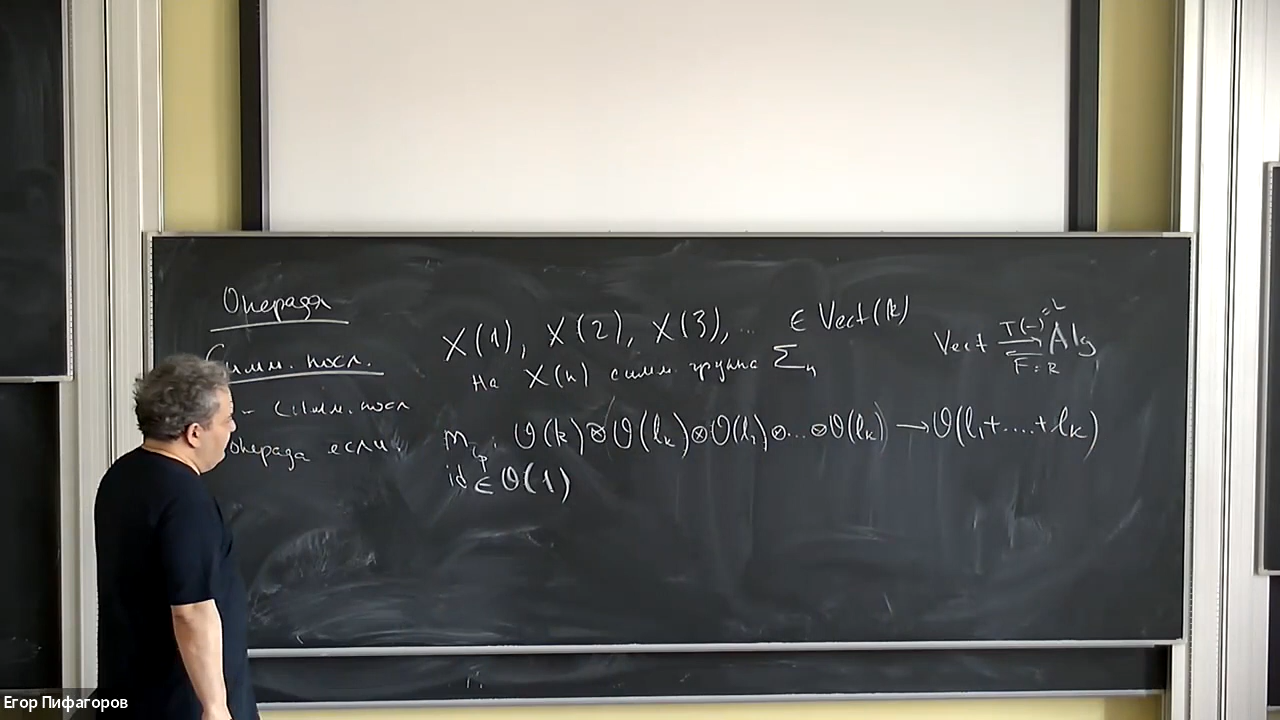 Операда
Симм. посл.
- симм. посл
операда если
X(1), X(2), X(3), ... ∈ Vect(k)
На X(n) симм. группа Σₙ
O(k)⊗O(lₖ)⊗O(l₁)⊗...⊗O(lₖ) → O(l₁+....+lₖ)
id ∈ O(1)
T(-) = L
Vect ⇄ Alg
F = R
Егор Пифагоров